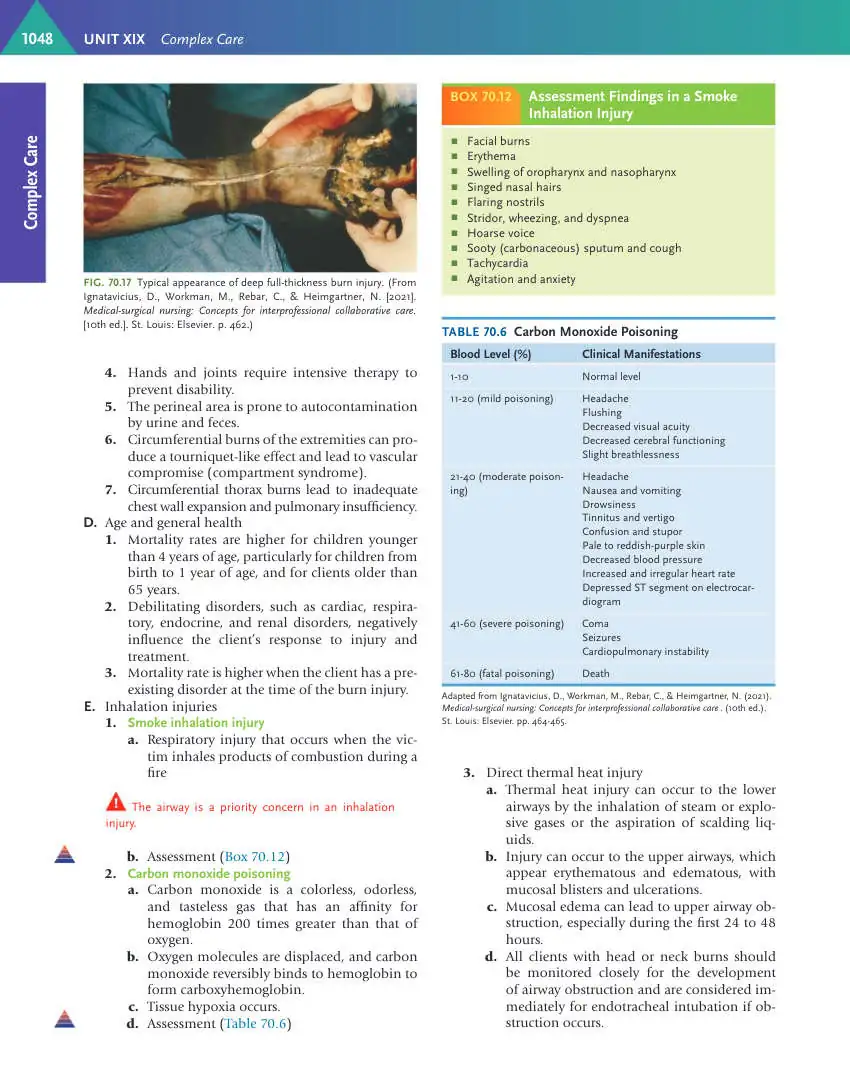 1048
UNIT XIX Complex Care
Complex Care
FIG. 70.17 Typical appearance of deep full-thickness burn injury. (From
Ignatavicius, D., Workman, M., Rebar, C., & Heimgartner, N. [2021].
Medical-surgical nursing: Concepts for interprofessional collaborative care.
[10th ed.]. St. Louis: Elsevier. p. 462.)
4. Hands and joints require intensive therapy to
prevent disability.
5. The perineal area is prone to autocontamination
by urine and feces.
6. Circumferential burns of the extremities can pro-
duce a tourniquet-like effect and lead to vascular
compromise (compartment syndrome).
7. Circumferential thorax burns lead to inadequate
chest wall expansion and pulmonary insufficiency.
D. Age and general health
1. Mortality rates are higher for children younger
than 4 years of age, particularly for children from
birth to 1 year of age, and for clients older than
65 years.
2. Debilitating disorders, such as cardiac, respira-
tory, endocrine, and renal disorders, negatively
influence the client's response to injury and
treatment.
3. Mortality rate is higher when the client has a pre-
existing disorder at the time of the burn injury.
E. Inhalation injuries
1. Smoke inhalation injury
a. Respiratory injury that occurs when the vic-
tim inhales products of combustion during a
fire
! The airway is a priority concern in an inhalation
injury.
b. Assessment (Box 70.12)
2. Carbon monoxide poisoning
a. Carbon monoxide is a colorless, odorless,
and tasteless gas that has an affinity for
hemoglobin 200 times greater than that of
oxygen.
b. Oxygen molecules are displaced, and carbon
monoxide reversibly binds to hemoglobin to
form carboxyhemoglobin.
c. Tissue hypoxia occurs.
d. Assessment (Table 70.6)
BOX 70.12 Assessment Findings in a Smoke
Inhalation Injury
■ Facial burns
■ Erythema
■ Swelling of oropharynx and nasopharynx
■ Singed nasal hairs
■ Flaring nostrils
■ Stridor, wheezing, and dyspnea
■ Hoarse voice
■ Sooty (carbonaceous) sputum and cough
■ Tachycardia
■ Agitation and anxiety
TABLE 70.6 Carbon Monoxide Poisoning
Blood Level (%) Clinical Manifestations
1-10 Normal level
11-20 (mild poisoning) Headache
Flushing
Decreased visual acuity
Decreased cerebral functioning
Slight breathlessness
21-40 (moderate poison- Headache
ing) Nausea and vomiting
Drowsiness
Tinnitus and vertigo
Confusion and stupor
Pale to reddish-purple skin
Decreased blood pressure
Increased and irregular heart rate
Depressed ST segment on electrocar-
diogram
41-60 (severe poisoning) Coma
Seizures
Cardiopulmonary instability
61-80 (fatal poisoning) Death
Adapted from Ignatavicius, D., Workman, M., Rebar, C., & Heimgartner, N. (2021).
Medical-surgical nursing: Concepts for interprofessional collaborative care . (10th ed.).
St. Louis: Elsevier. pp. 464-465.
3. Direct thermal heat injury
a. Thermal heat injury can occur to the lower
airways by the inhalation of steam or explo-
sive gases or the aspiration of scalding liq-
uids.
b. Injury can occur to the upper airways, which
appear erythematous and edematous, with
mucosal blisters and ulcerations.
c. Mucosal edema can lead to upper airway ob-
struction, especially during the first 24 to 48
hours.
d. All clients with head or neck burns should
be monitored closely for the development
of airway obstruction and are considered im-
mediately for endotracheal intubation if ob-
struction occurs.